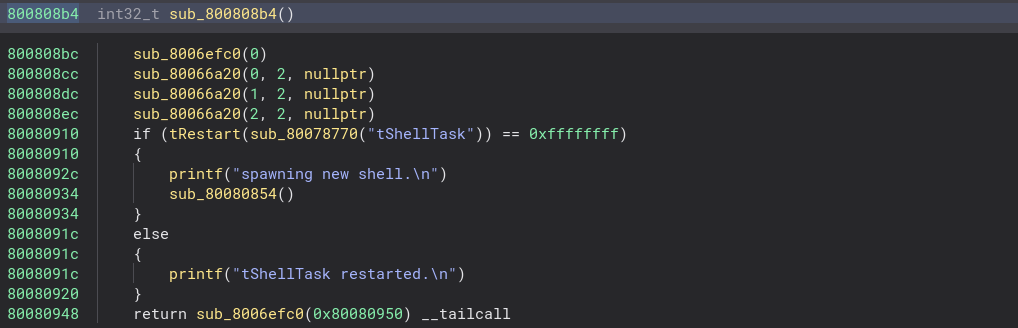 800808b4 int32_t sub_800808b4()
800808bc sub_8006efc0(0)
800808cc sub_80066a20(0, 2, nullptr)
800808dc sub_80066a20(1, 2, nullptr)
800808ec sub_80066a20(2, 2, nullptr)
80080910 if (tRestart(sub_80078770("tShellTask")) == 0xffffffff)
80080910 {
8008092c printf("spawning new shell.\n")
80080934 sub_80080854()
80080934 }
8008091c else
8008091c {
8008091c printf("tShellTask restarted.\n")
80080920 }
80080948 return sub_8006efc0(0x80080950) __tailcall